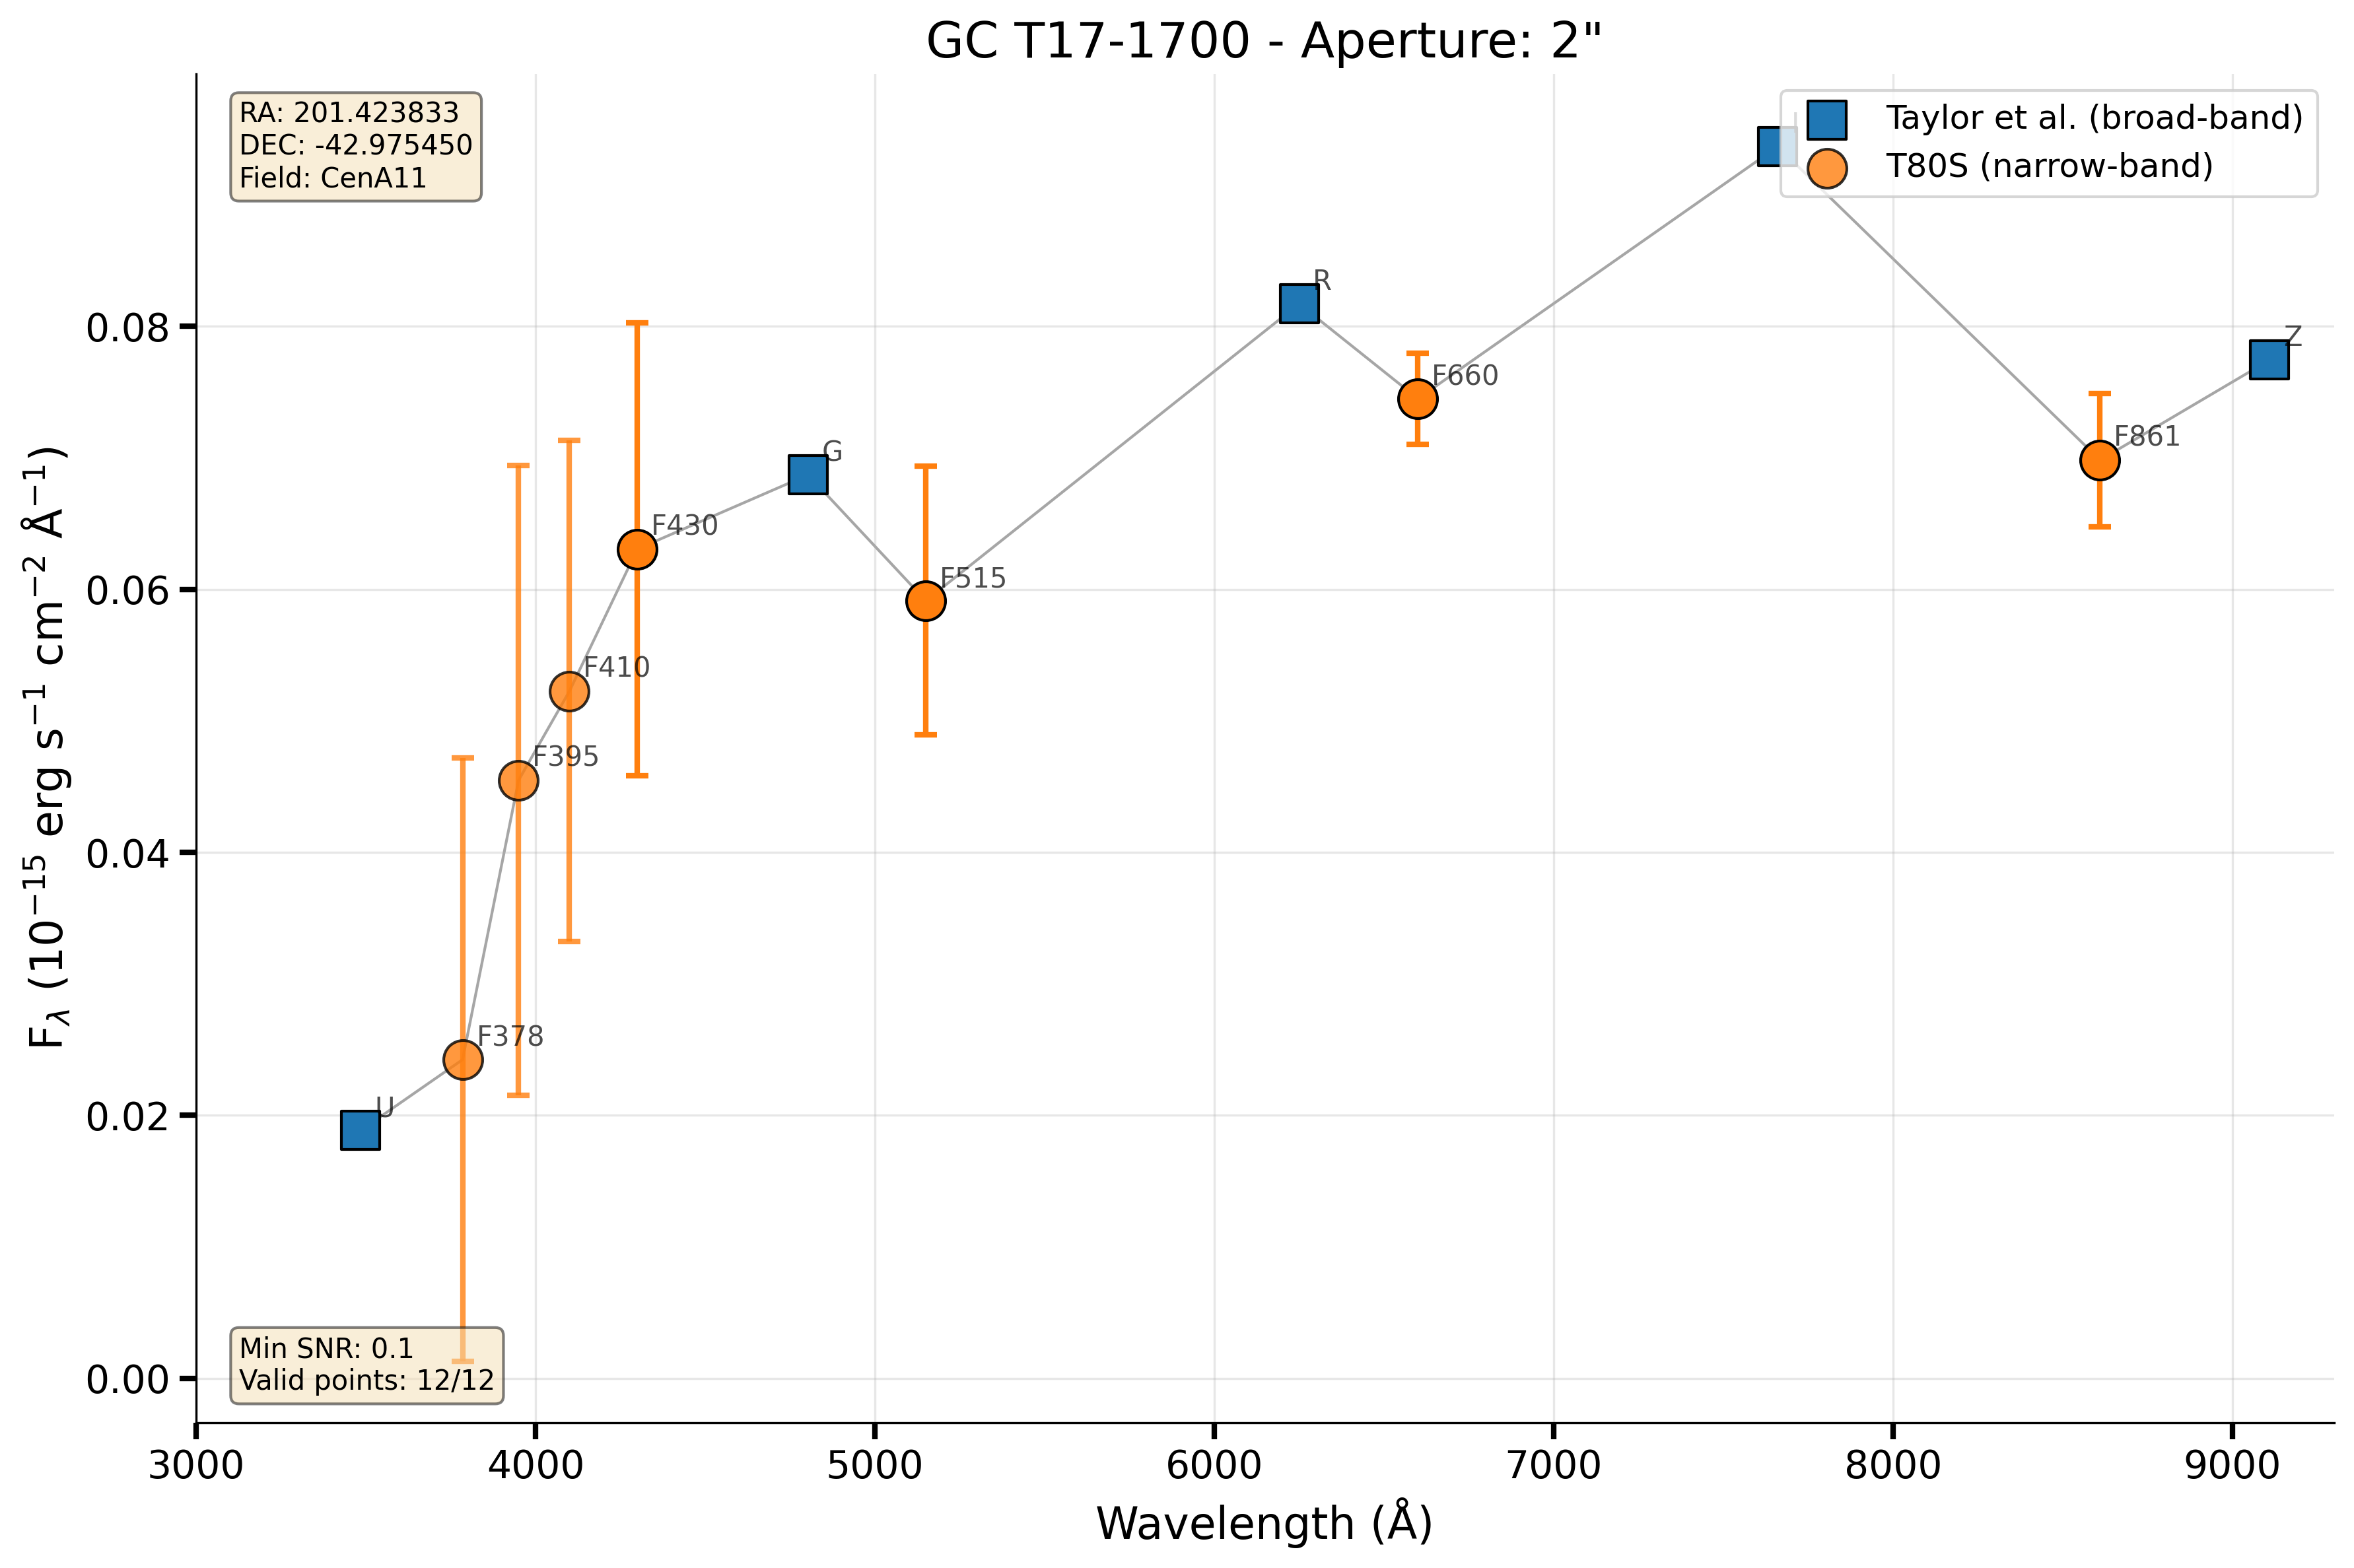 GC T17-1700 - Aperture: 2"
RA: 201.423833
DEC: -42.975450
Field: CenA11
Taylor et al. (broad-band)
T80S (narrow-band)
I
R
Z
F660
F861
G
F430
F515
F410
F395
F378
U
Min SNR: 0.1
Valid points: 12/12
0.08
0.06
0.04
0.02
0.00
F_λ (10⁻¹⁵ erg s⁻¹ cm⁻² Å⁻¹)
3000 4000 5000 6000 7000 8000 9000
Wavelength (Å)